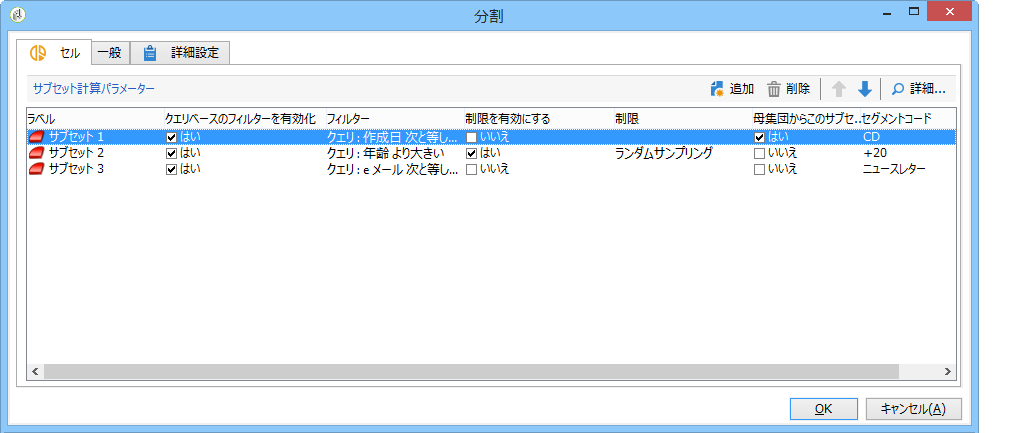 分割
セル 一般 詳細設定
サブセット計算パラメーター 追加 削除 詳細...
ラベル クエリベースのフィルターを有効化 フィルター 制限を有効にする 制限 母集団からこのサブセ... セグメントコード
サブセット 1 はい クエリ : 作成日 次と等し... いいえ はい CD
サブセット 2 はい クエリ : 年齢 より大きい はい ランダムサンプリング いいえ +20
サブセット 3 はい クエリ : e メール 次と等し... いいえ いいえ ニュースレター
OK キャンセル(A)